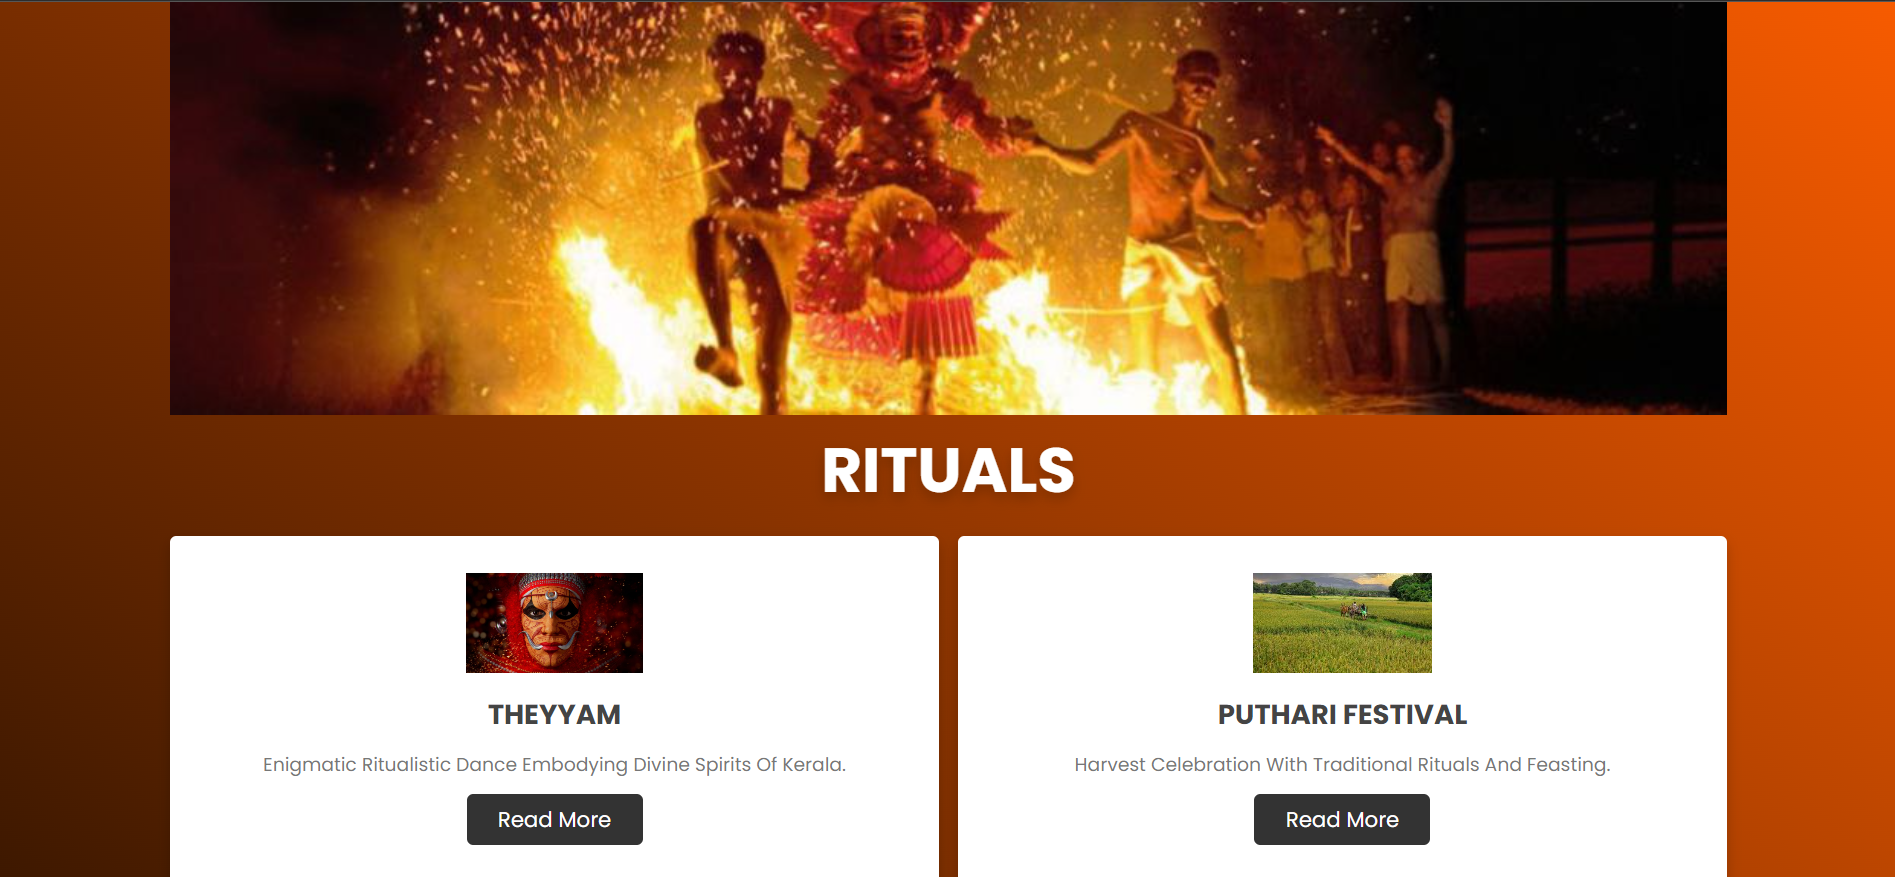 RITUALS
THEYYAM
Enigmatic Ritualistic Dance Embodying Divine Spirits Of Kerala.
Read More
PUTHARI FESTIVAL
Harvest Celebration With Traditional Rituals And Feasting.
Read More